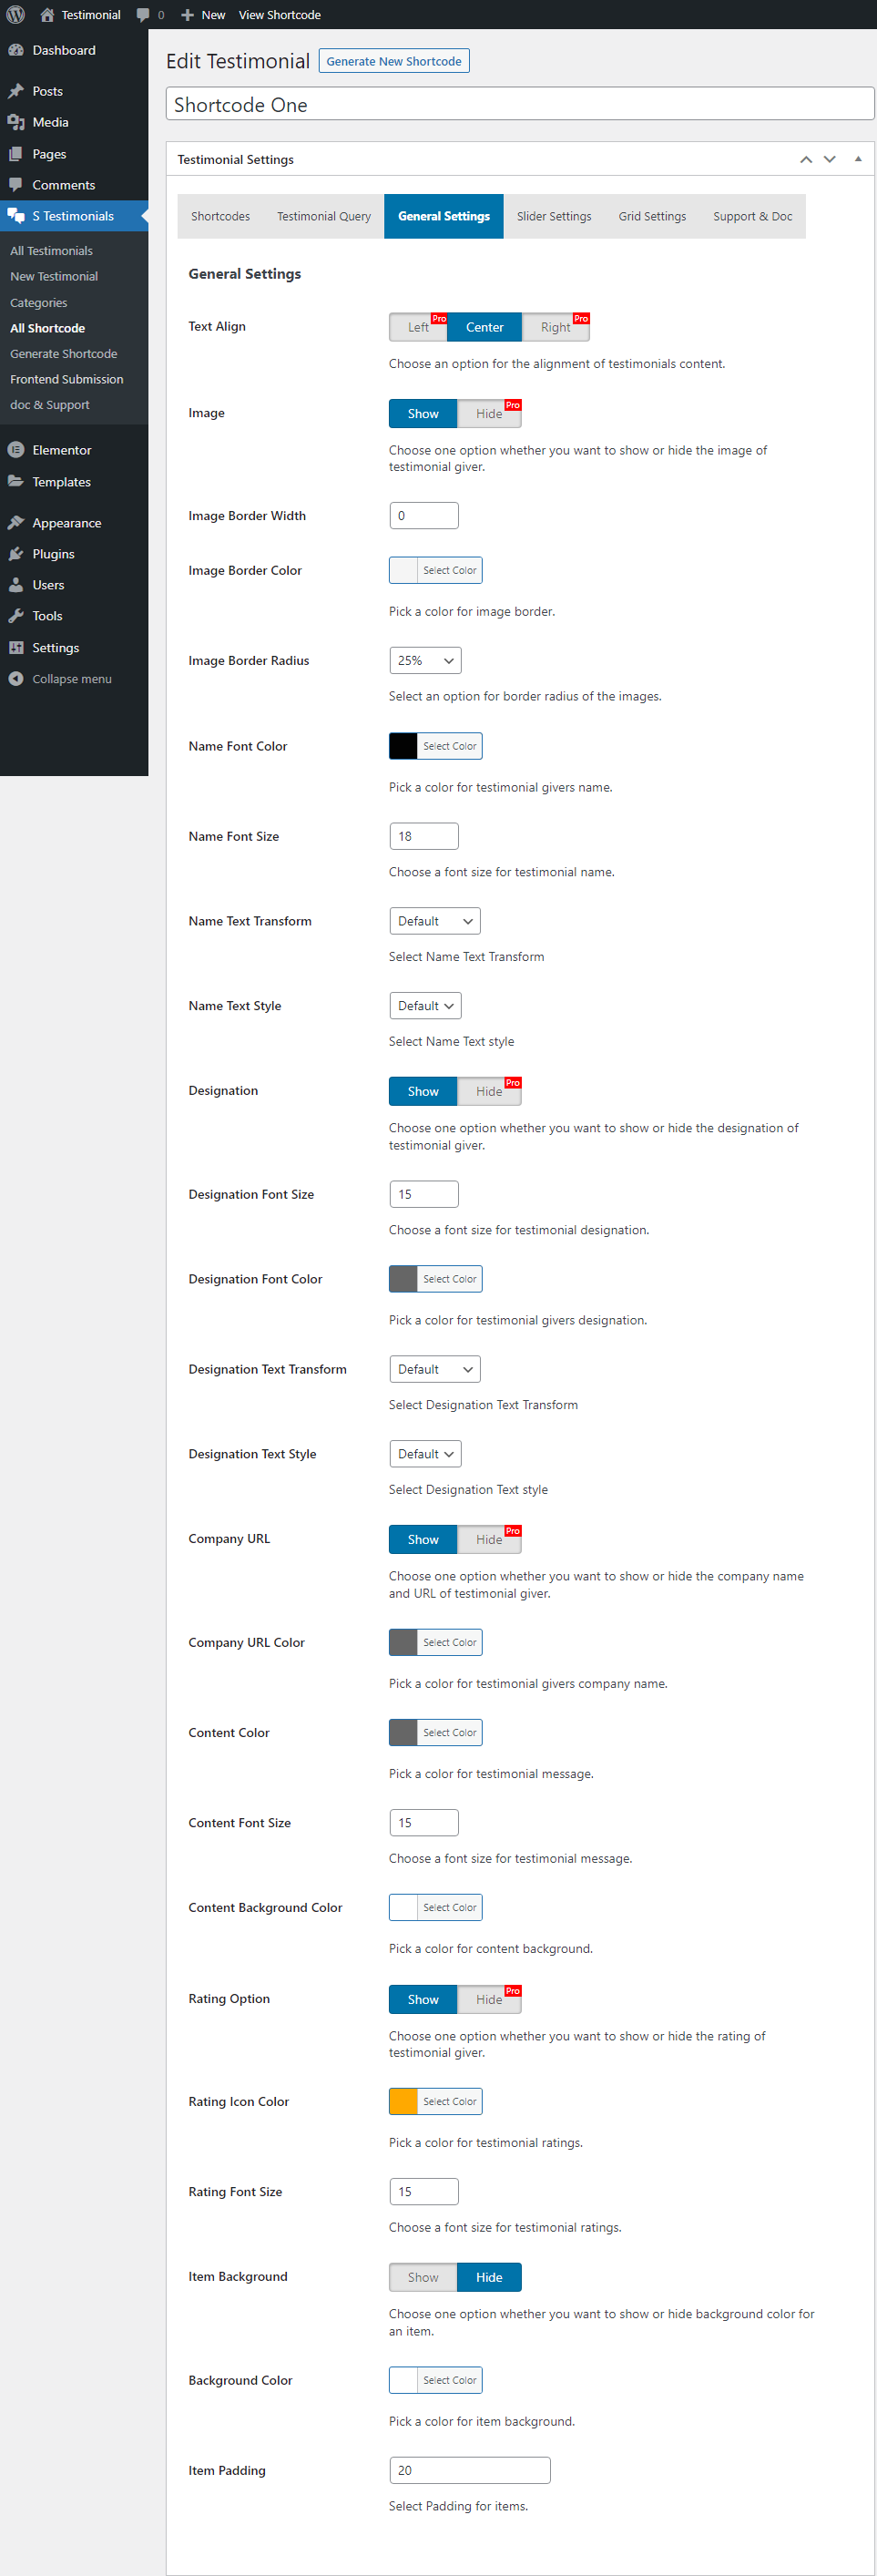 Testimonial 0 New View Shortcode
Dashboard
Posts
Media
Pages
Comments
S Testimonials
All Testimonials
New Testimonial
Categories
All Shortcode
Generate Shortcode
Frontend Submission
doc & Support
Elementor
Templates
Appearance
Plugins
Users
Tools
Settings
Collapse menu
Edit Testimonial Generate New Shortcode
Shortcode One
Testimonial Settings
Shortcodes Testimonial Query General Settings Slider Settings Grid Settings Support & Doc
General Settings
Text Align Left Pro Center Right Pro
Choose an option for the alignment of testimonials content.
Image Show Hide Pro
Choose one option whether you want to show or hide the image of
testimonial giver.
Image Border Width 0
Image Border Color Select Color
Pick a color for image border.
Image Border Radius 25%
Select an option for border radius of the images.
Name Font Color Select Color
Pick a color for testimonial givers name.
Name Font Size 18
Choose a font size for testimonial name.
Name Text Transform Default
Select Name Text Transform
Name Text Style Default
Select Name Text style
Designation Show Hide Pro
Choose one option whether you want to show or hide the designation of
testimonial giver.
Designation Font Size 15
Choose a font size for testimonial designation.
Designation Font Color Select Color
Pick a color for testimonial givers designation.
Designation Text Transform Default
Select Designation Text Transform
Designation Text Style Default
Select Designation Text style
Company URL Show Hide Pro
Choose one option whether you want to show or hide the company name
and URL of testimonial giver.
Company URL Color Select Color
Pick a color for testimonial givers company name.
Content Color Select Color
Pick a color for testimonial message.
Content Font Size 15
Choose a font size for testimonial message.
Content Background Color Select Color
Pick a color for content background.
Rating Option Show Hide Pro
Choose one option whether you want to show or hide the rating of
testimonial giver.
Rating Icon Color Select Color
Pick a color for testimonial ratings.
Rating Font Size 15
Choose a font size for testimonial ratings.
Item Background Show Hide
Choose one option whether you want to show or hide background color for
an item.
Background Color Select Color
Pick a color for item background.
Item Padding 20
Select Padding for items.